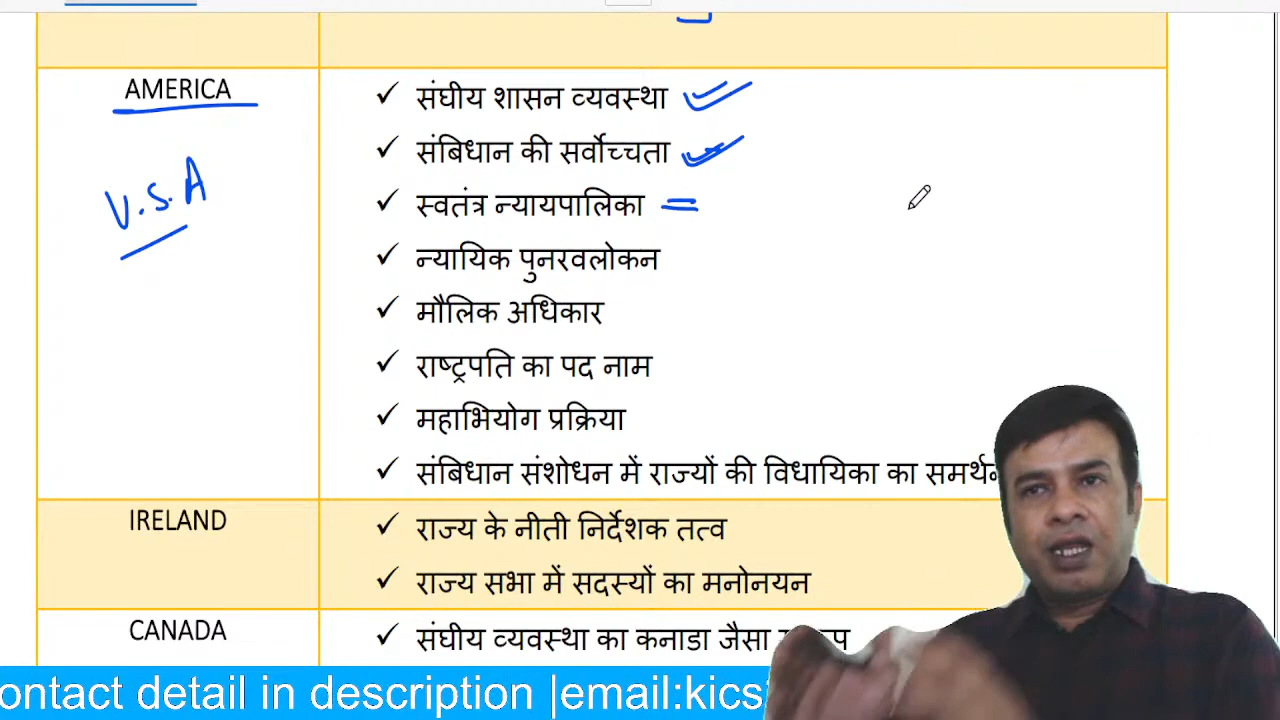 AMERICA
U.S.A
✓ संघीय शासन व्यवस्था
✓ संबिधान की सर्वोच्चता
✓ स्वतंत्र न्यायपालिका
✓ न्यायिक पुनरवलोकन
✓ मौलिक अधिकार
✓ राष्ट्रपति का पद नाम
✓ महाभियोग प्रक्रिया
✓ संबिधान संशोधन में राज्यों की विधायिका का समर्थन
IRELAND
✓ राज्य के नीती निर्देशक तत्व
✓ राज्य सभा में सदस्यों का मनोनयन
CANADA
✓ संघीय व्यवस्था का कनाडा जैसा
ontact detail in description |email:kics